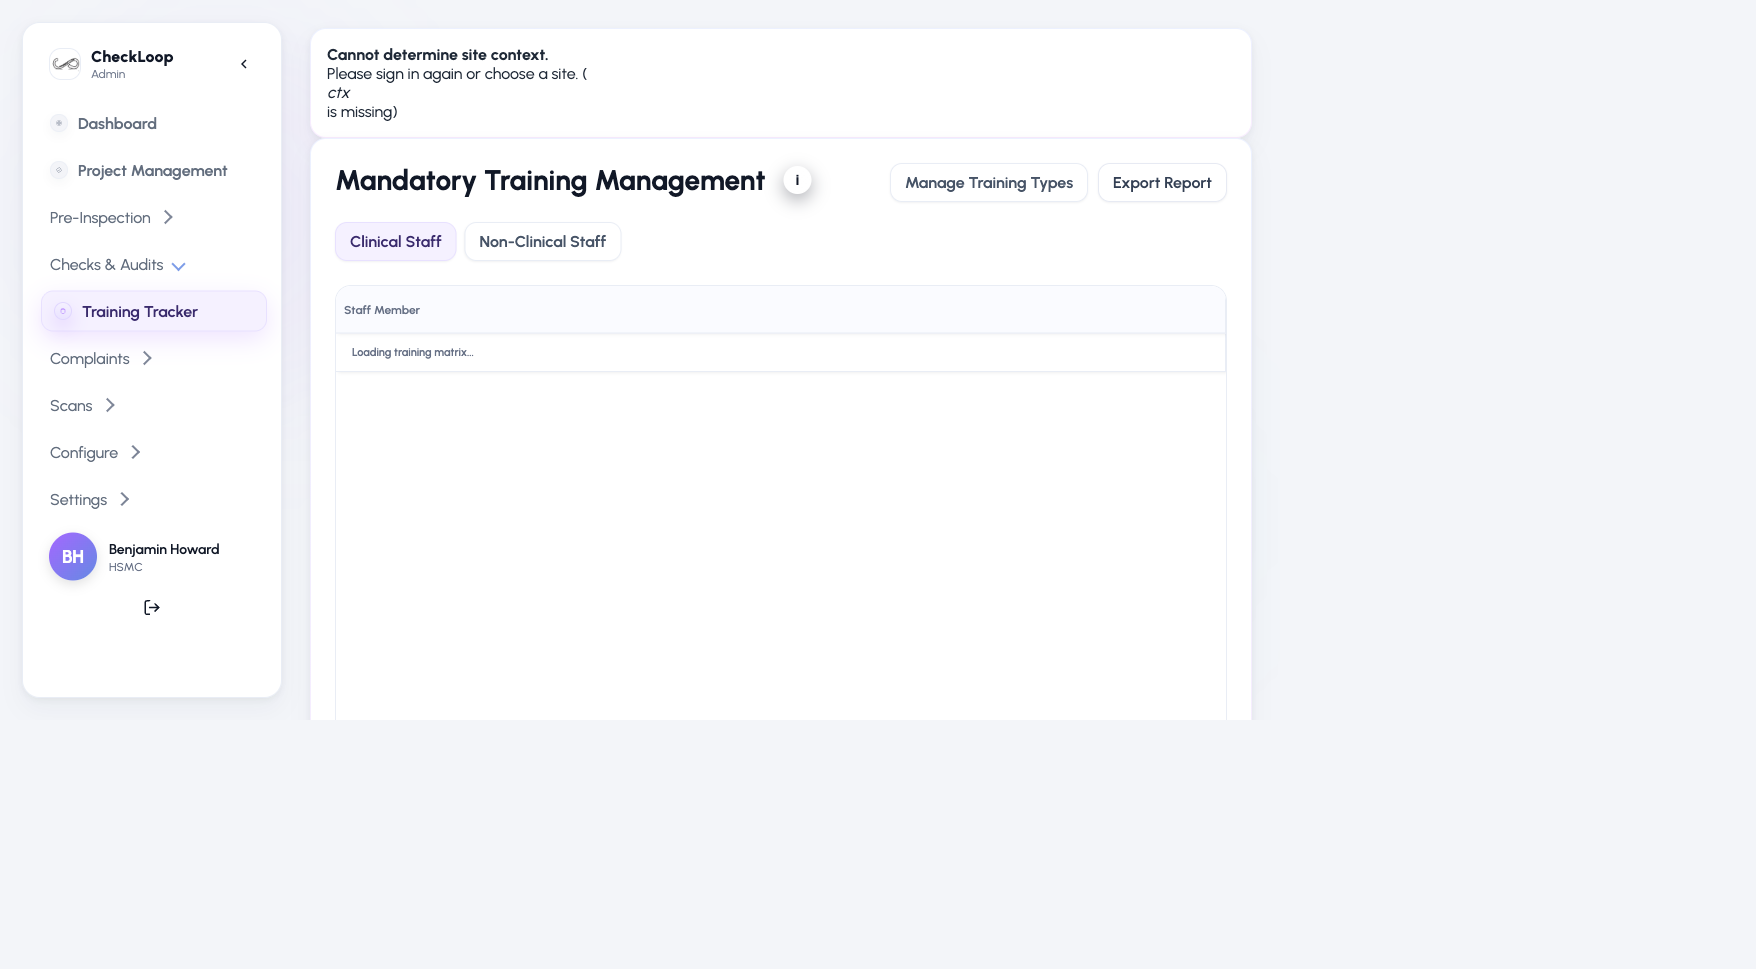 CheckLoop
Admin
Dashboard
Project Management
Pre-Inspection
Checks & Audits
Training Tracker
Complaints
Scans
Configure
Settings
BH
Benjamin Howard
HSMC
Cannot determine site context.
Please sign in again or choose a site. (
ctx
is missing)
Mandatory Training Management i
Manage Training Types
Export Report
Clinical Staff
Non-Clinical Staff
Staff Member
Loading training matrix...